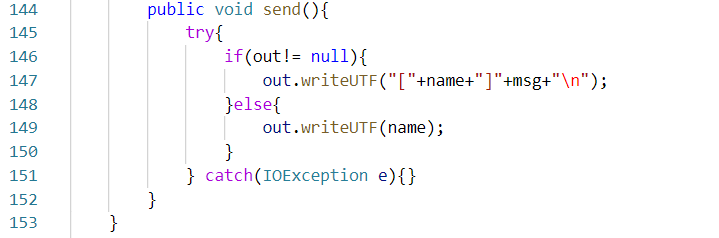 144 public void send(){
145 try{
146 if(out!= null){
147 out.writeUTF("["+name+"]"+msg+"\n");
148 }else{
149 out.writeUTF(name);
150 }
151 } catch(IOException e){}
152 }
153 }